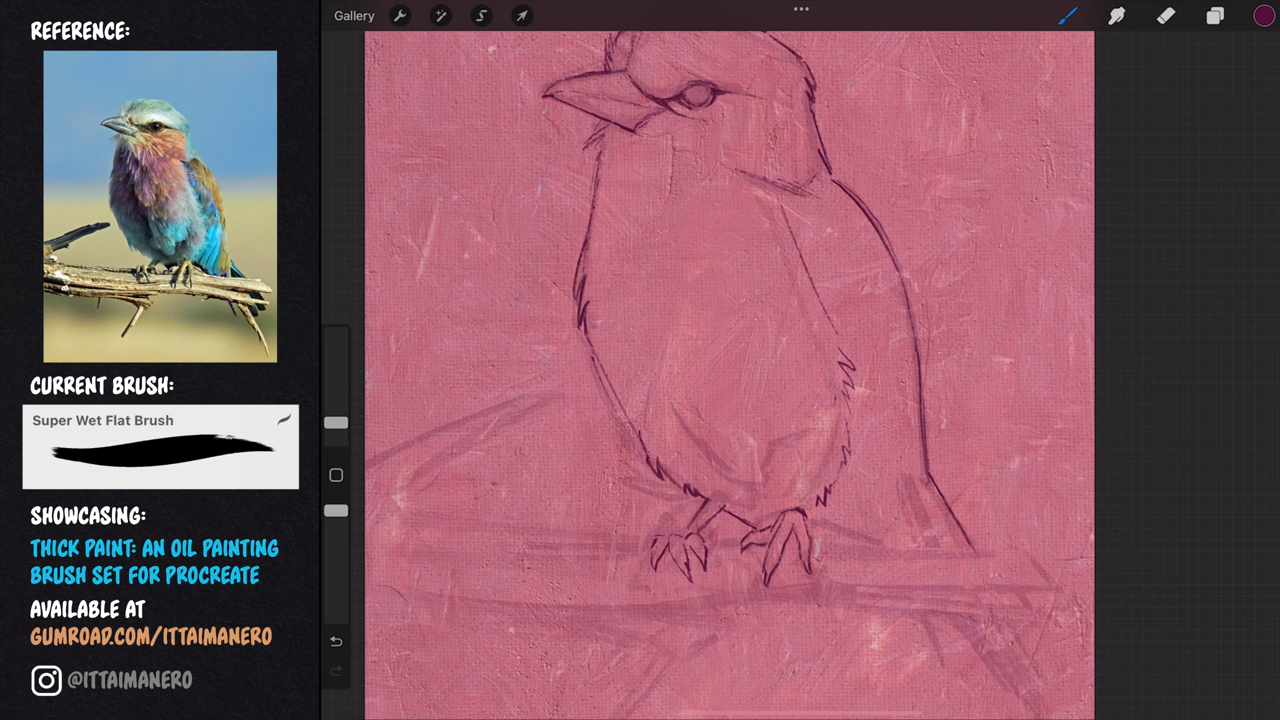 REFERENCE:
CURRENT BRUSH:
Super Wet Flat Brush
SHOWCASING:
THICK PAINT: AN OIL PAINTING
BRUSH SET FOR PROCREATE
AVAILABLE AT
GUMROAD.COM/ITTAIMANERO
@ITTAIMANERO
Gallery